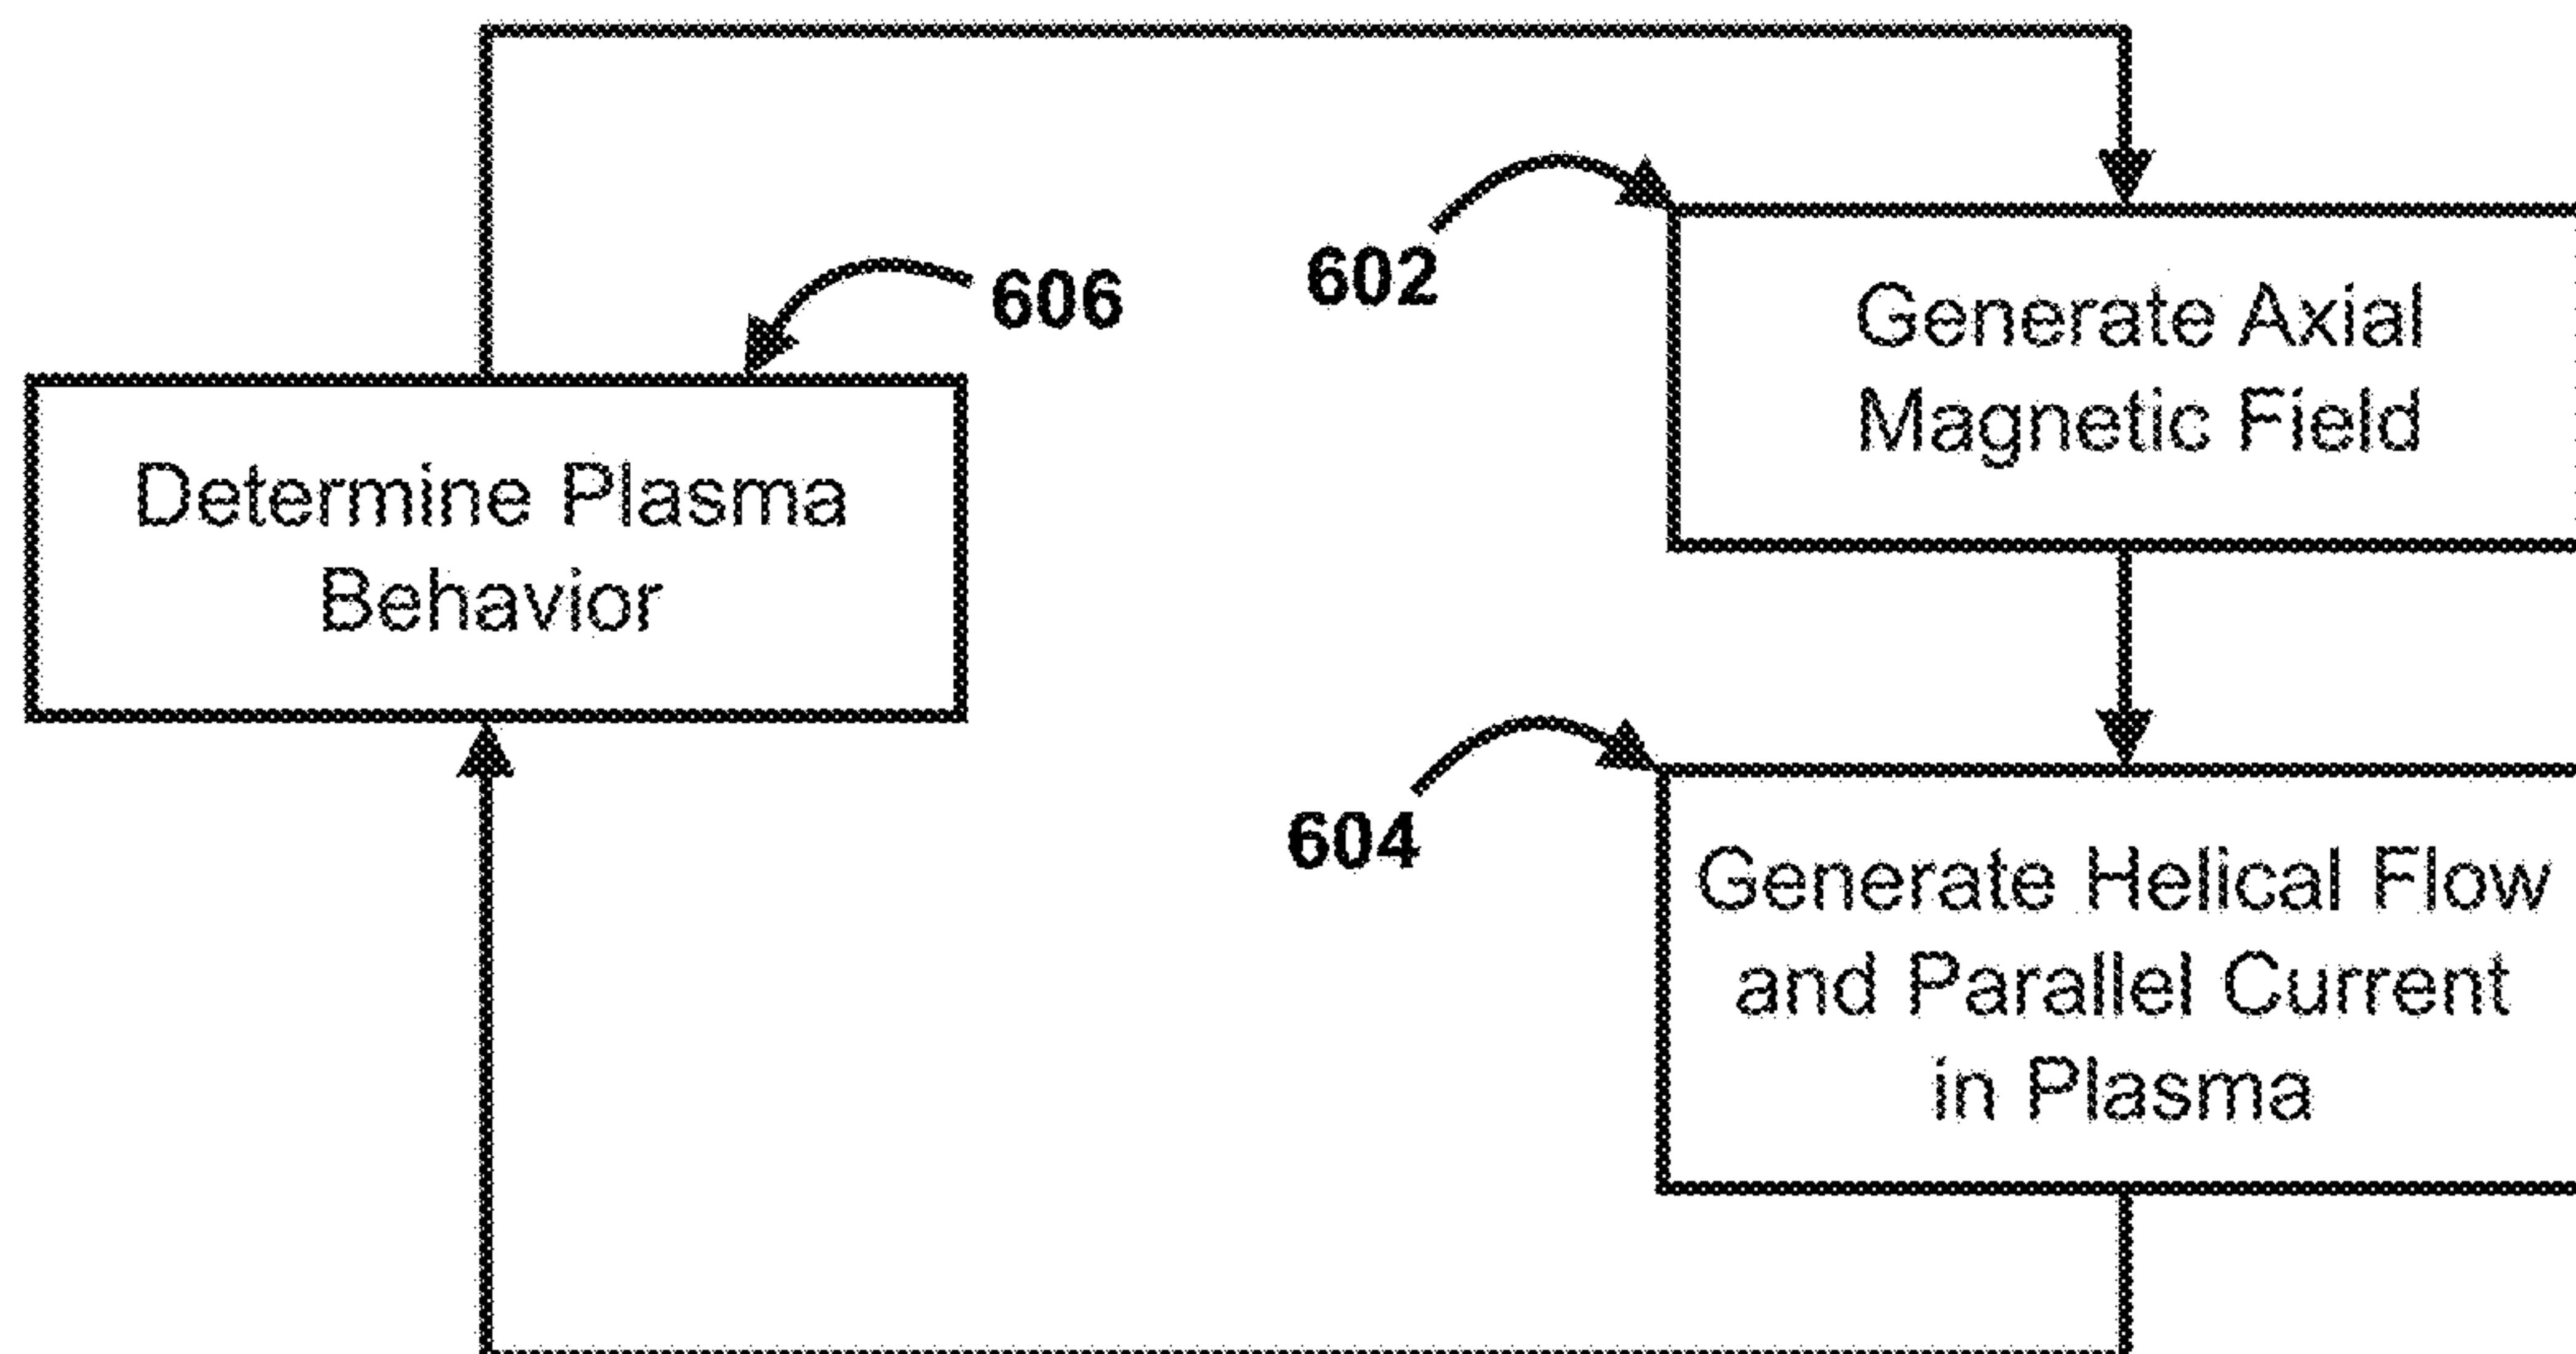 602
Generate Axial
Magnetic Field
604
Generate Helical Flow
and Parallel Current
in Plasma
606
Determine Plasma
Behavior